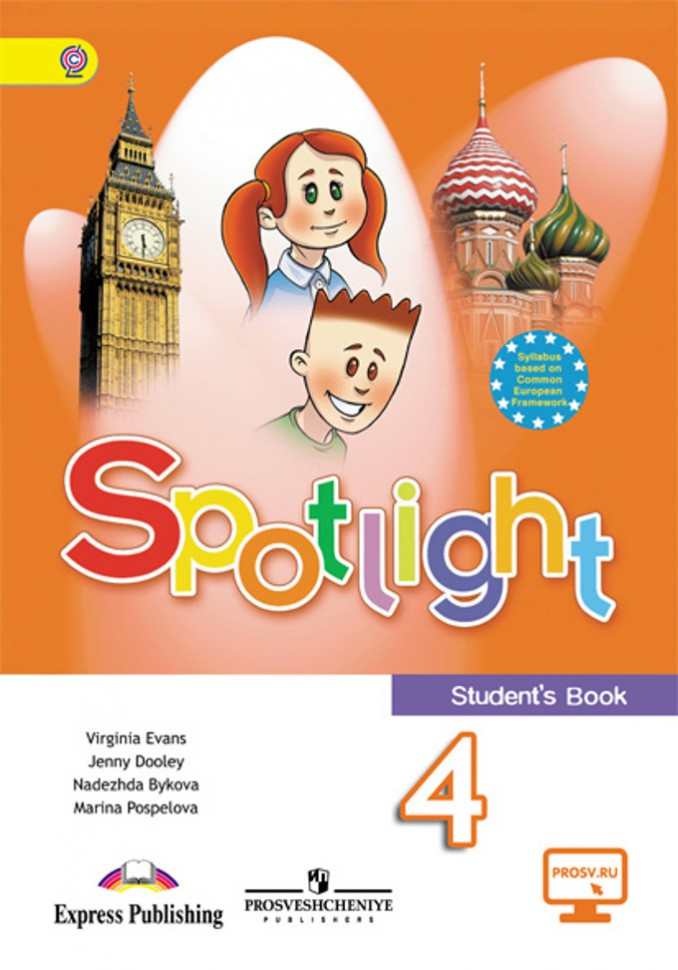 Syllabus
based on
Common
European
Framework
Spotlight
Student's Book
4
Virginia Evans
Jenny Dooley
Nadezhda Bykova
Marina Pospelova
Express Publishing
PROSVESHCHENIYE
PUBLISHERS
PROSV.RU